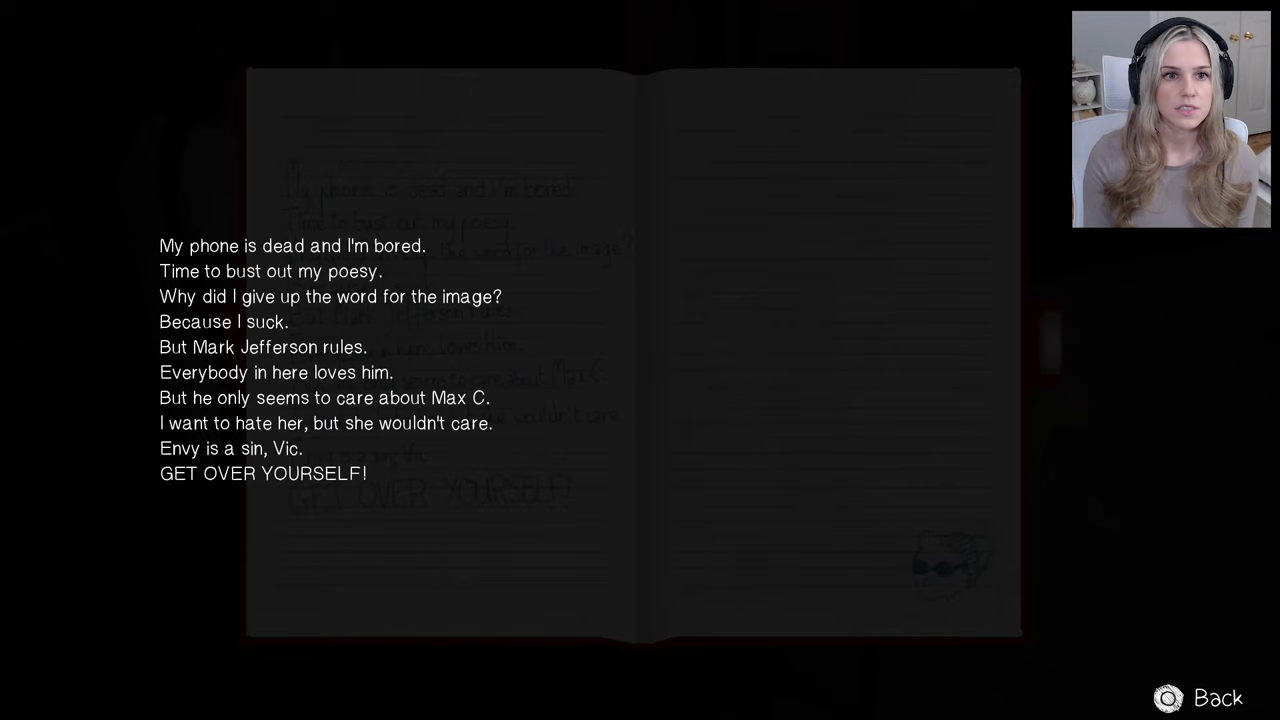 My phone is dead and I'm bored.
Time to bust out my poesy.
Why did I give up the word for the image?
Because I suck.
But Mark Jefferson rules.
Everybody in here loves him.
But he only seems to care about Max C.
I want to hate her, but she wouldn't care.
Envy is a sin, Vic.
GET OVER YOURSELF!
Back